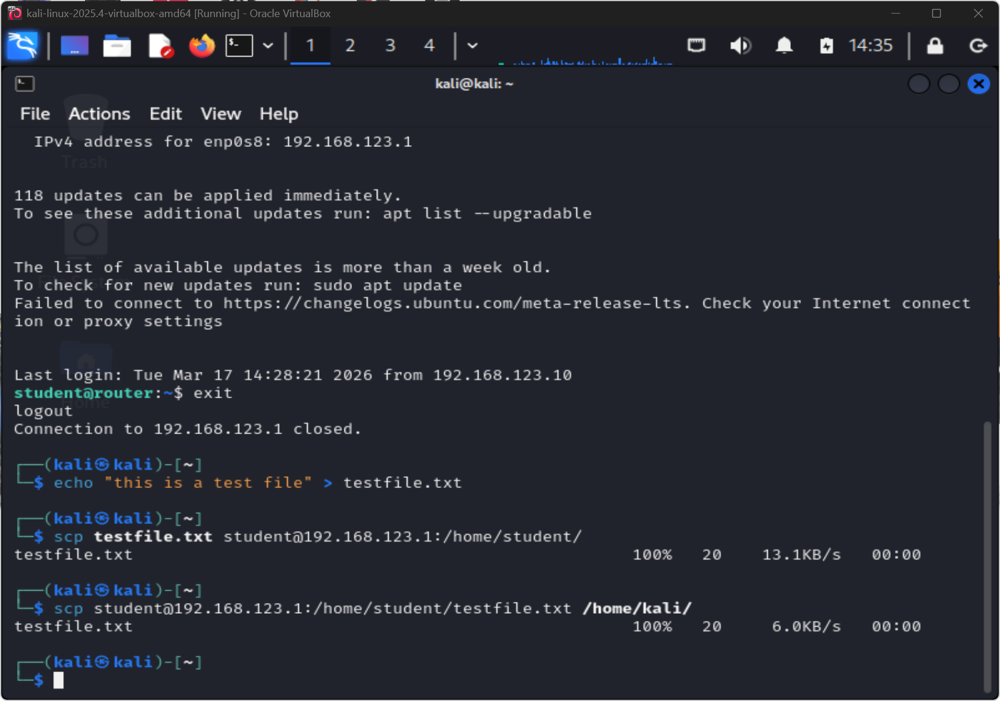 kali-linux-2025.4-virtualbox-amd64 [Running] - Oracle VirtualBox
1 2 3 4 14:35
kali@kali: ~
File Actions Edit View Help
IPv4 address for enp0s8: 192.168.123.1
Trash
118 updates can be applied immediately.
To see these additional updates run: apt list --upgradable
The list of available updates is more than a week old.
File System
To check for new updates run: sudo apt update
Failed to connect to https://changelogs.ubuntu.com/meta-release-lts. Check your Internet connect
ion or proxy settings
Last login: Tue Mar 17 14:28:21 2026 from 192.168.123.10
student@router:~$ exit
Home
logout
Connection to 192.168.123.1 closed.
┌──(kali㉿kali)-[~]
└─$ echo "this is a test file" > testfile.txt
┌──(kali㉿kali)-[~]
└─$ scp testfile.txt student@192.168.123.1:/home/student/
testfile.txt 100% 20 13.1KB/s 00:00
┌──(kali㉿kali)-[~]
└─$ scp student@192.168.123.1:/home/student/testfile.txt /home/kali/
testfile.txt 100% 20 6.0KB/s 00:00
┌──(kali㉿kali)-[~]
└─$